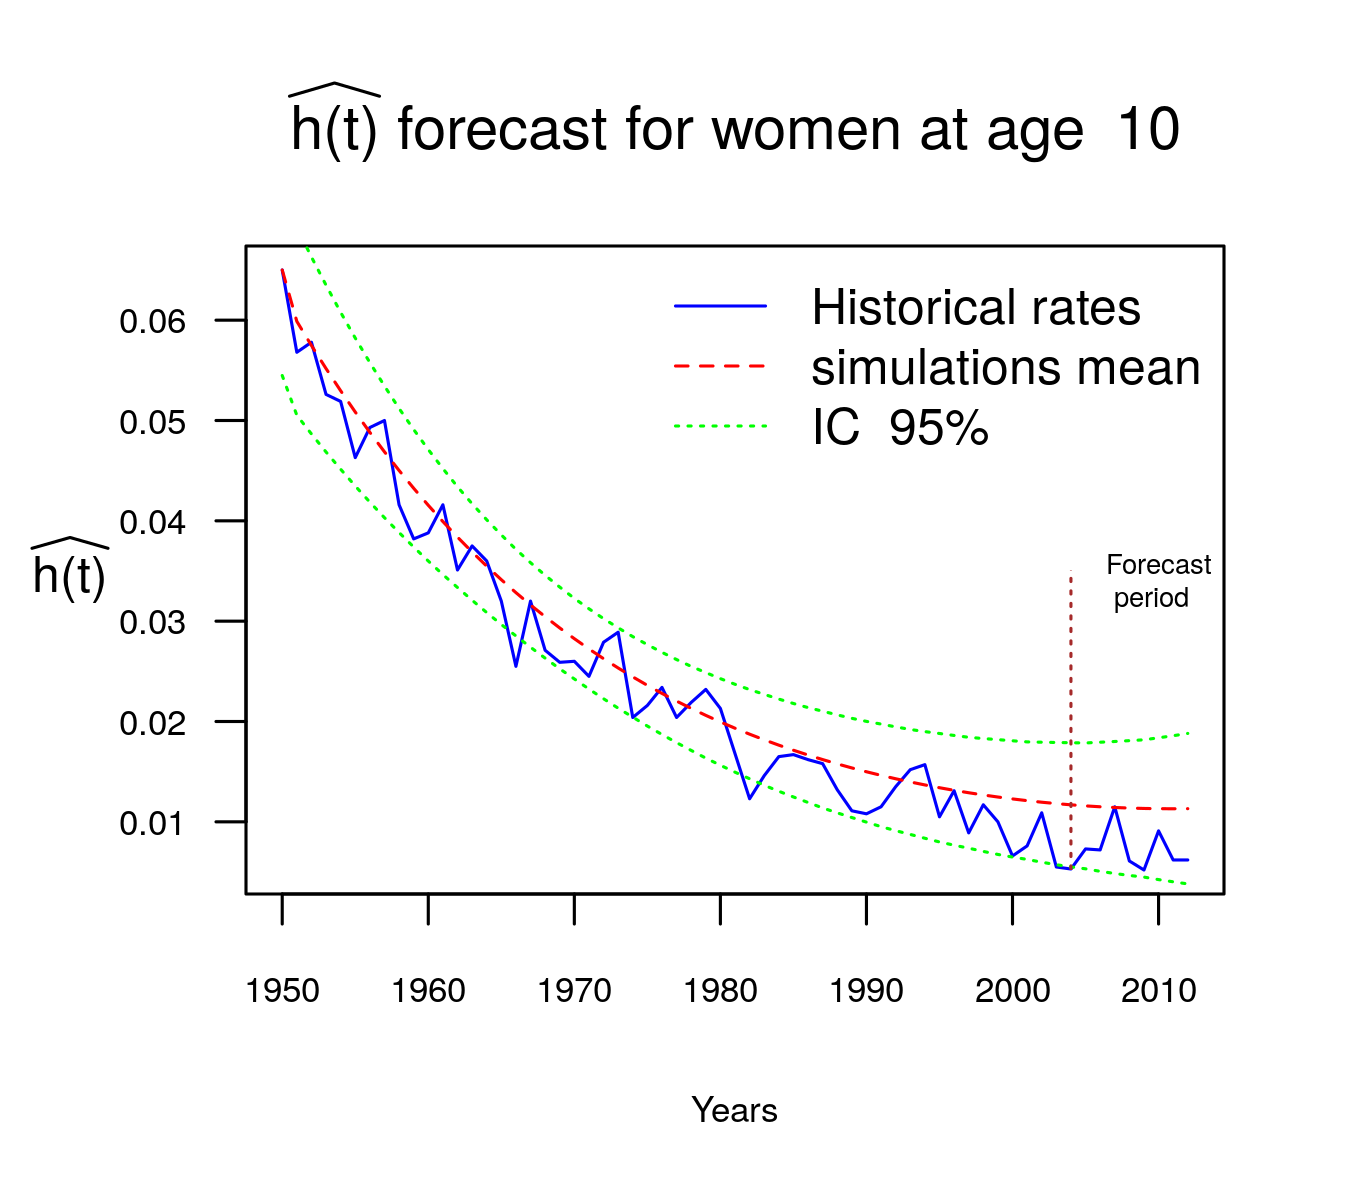 h(t) forecast for women at age 10
Historical rates
simulations mean
IC 95%
0.06
0.05
0.04
0.03
0.02
0.01
h(t)
Forecast
period
1950 1960 1970 1980 1990 2000 2010
Years